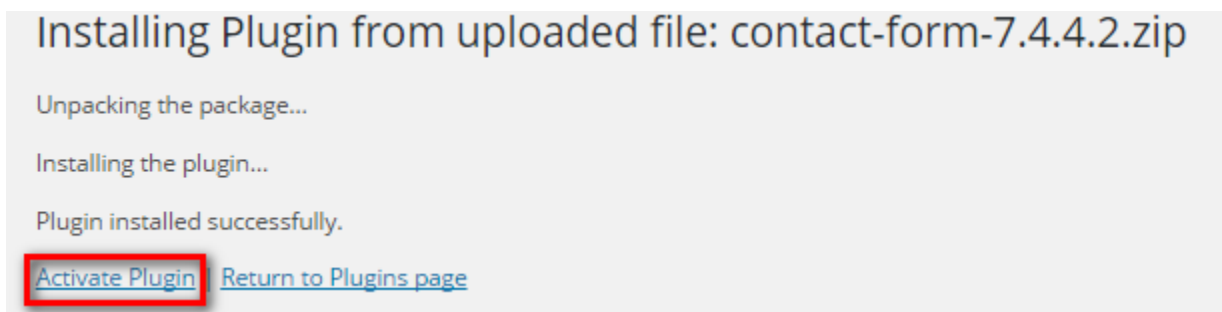 Installing Plugin from uploaded file: contact-form-7.4.4.2.zip
Unpacking the package...
Installing the plugin...
Plugin installed successfully.
Activate Plugin | Return to Plugins page